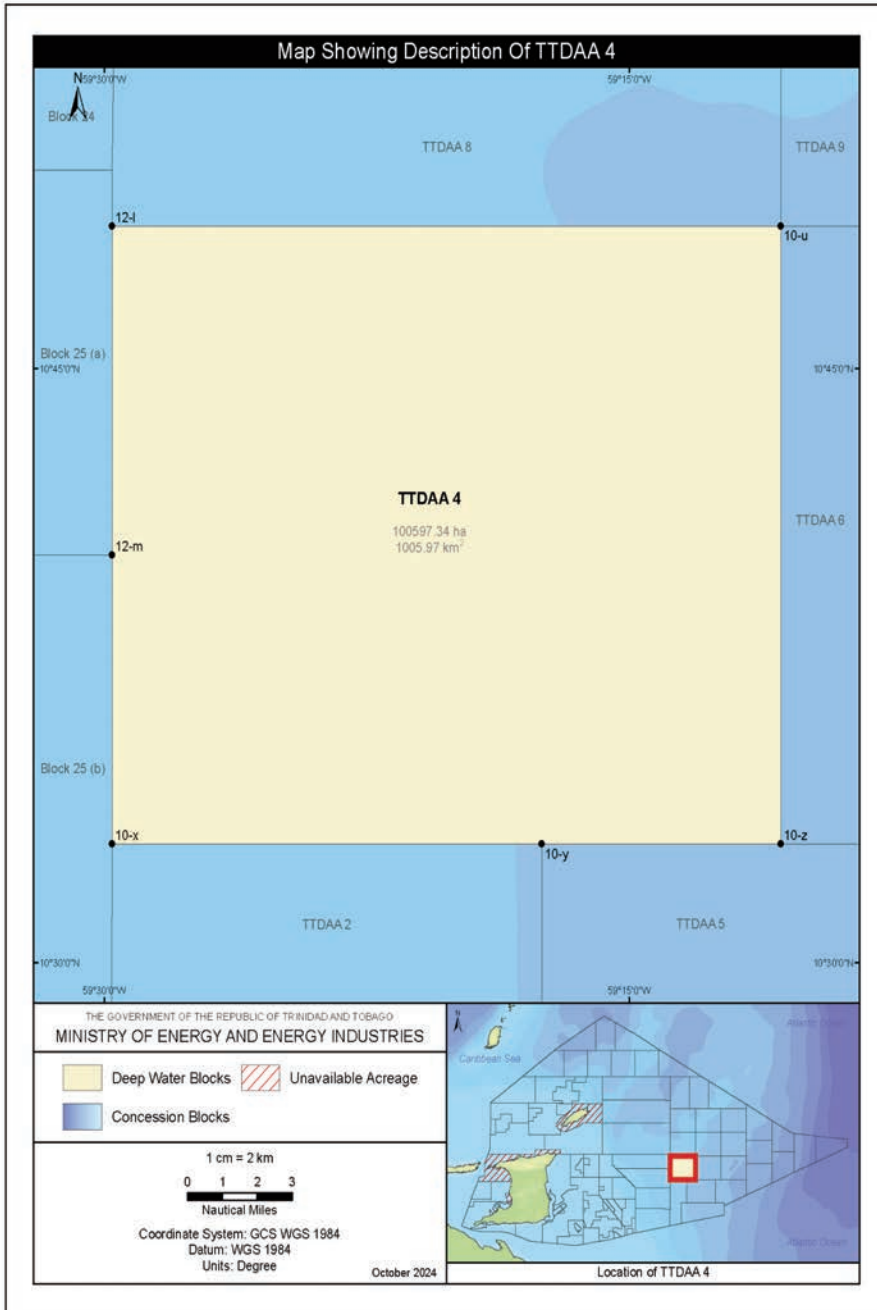 Map Showing Description Of TTDAA 4
N
59°30'0"W
59°15'0"W
Block 24
TTDAA 8
TTDAA 9
12-l
10-u
Block 25 (a)
10°45'0"N
10°45'0"N
TTDAA 4
100597.34 ha
1005.97 km²
TTDAA 6
12-m
Block 25 (b)
10-x
10-y
10-z
TTDAA 2
TTDAA 5
10°30'0"N
10°30'0"N
59°30'0"W
59°15'0"W
THE GOVERNMENT OF THE REPUBLIC OF TRINIDAD AND TOBAGO
MINISTRY OF ENERGY AND ENERGY INDUSTRIES
Deep Water Blocks
Unavailable Acreage
Concession Blocks
1 cm = 2 km
0 1 2 3
Nautical Miles
Coordinate System: GCS WGS 1984
Datum: WGS 1984
Units: Degree
October 2024
N
Caribbean Sea
Atlantic Ocean
Atlantic Ocean
Location of TTDAA 4